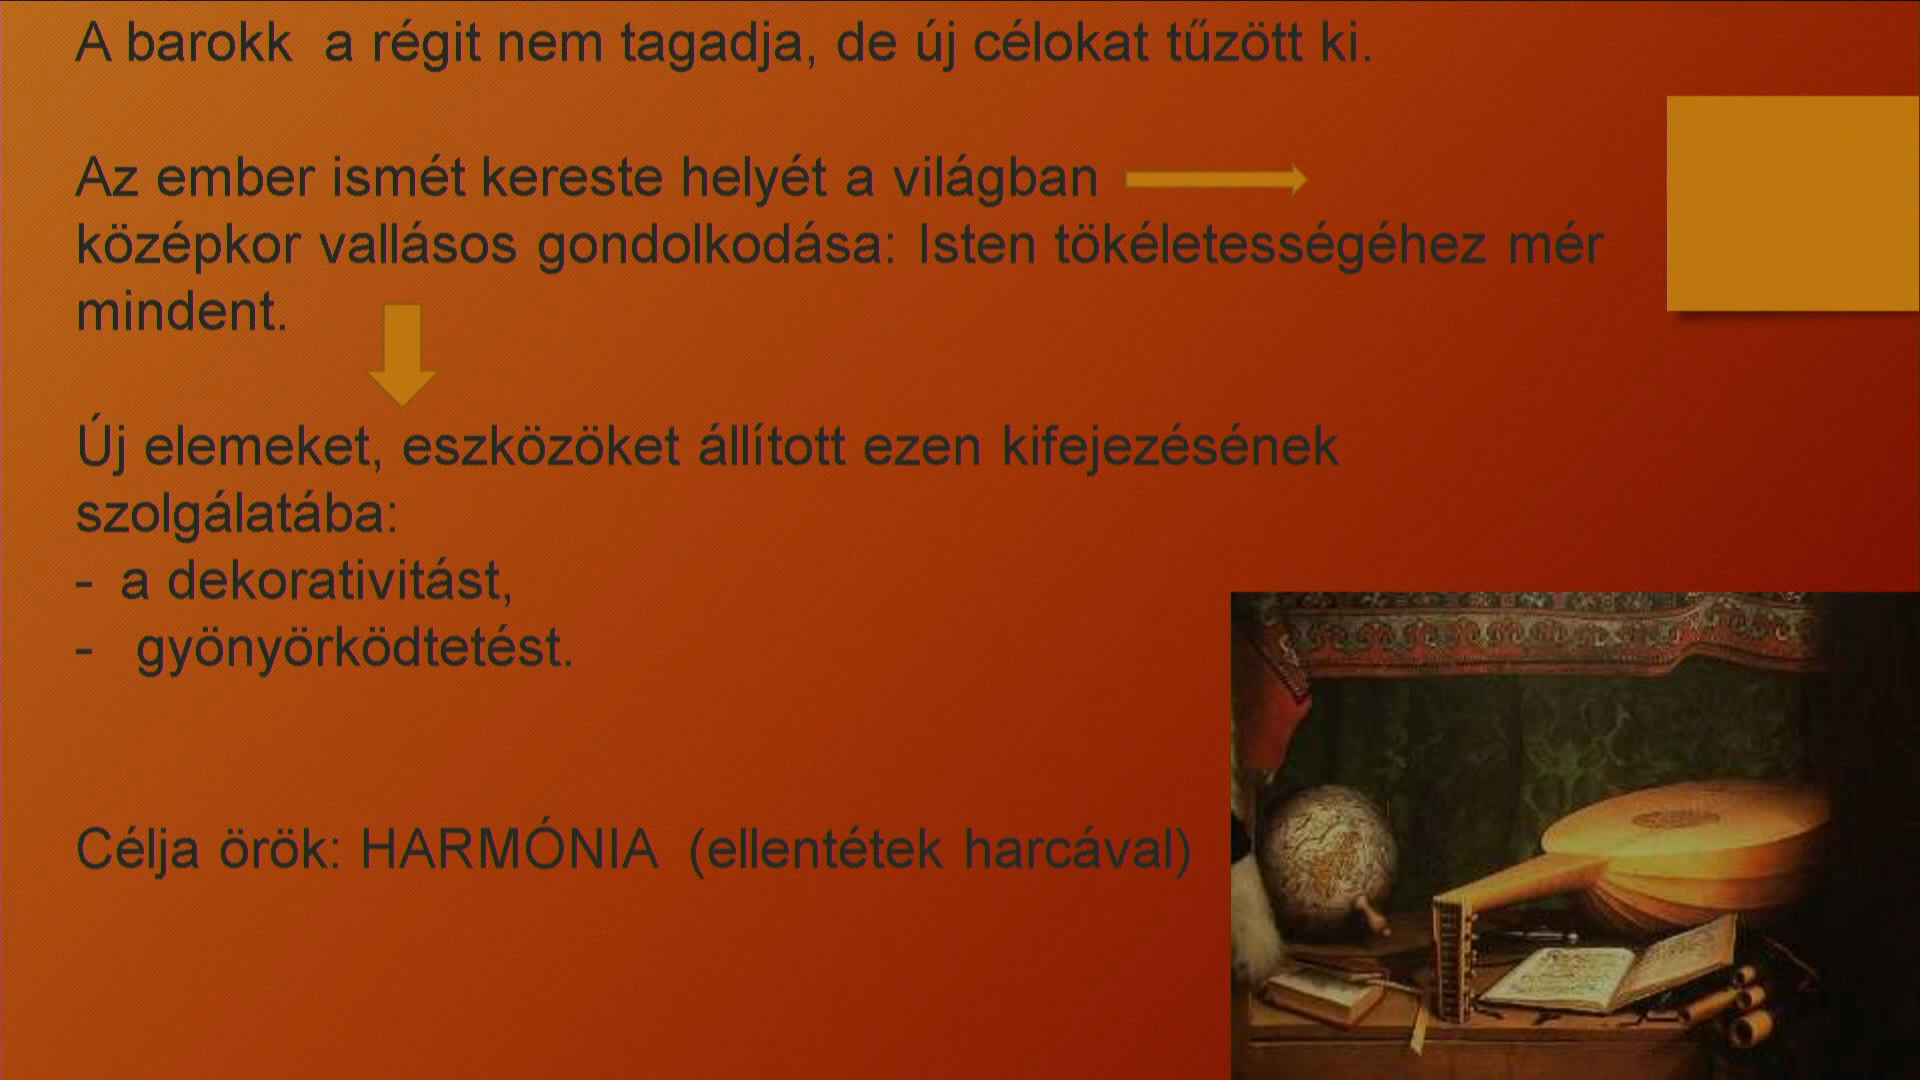 A barokk a régit nem tagadja, de új célokat tűzött ki.
Az ember ismét kereste helyét a világban
középkor vallásos gondolkodása: Isten tökéletességéhez mér
mindent.
Új elemeket, eszközöket állított ezen kifejezésének
szolgálatába:
- a dekorativitást,
- gyönyörködtetést.
Célja örök: HARMÓNIA (ellentétek harcával)